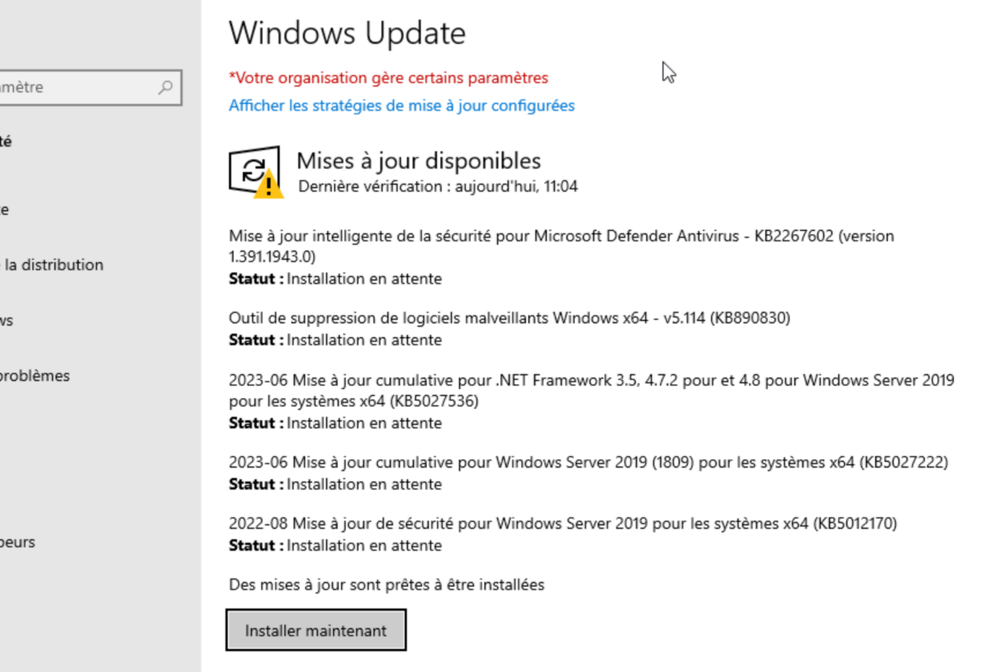 Windows Update
*Votre organisation gère certains paramètres
amètre
Afficher les stratégies de mise à jour configurées
té
Mises à jour disponibles
Dernière vérification : aujourd'hui, 11:04
te
Mise à jour intelligente de la sécurité pour Microsoft Defender Antivirus - KB2267602 (version
1.391.1943.0)
la distribution
Statut : Installation en attente
ws
Outil de suppression de logiciels malveillants Windows x64 - v5.114 (KB890830)
Statut : Installation en attente
problèmes
2023-06 Mise à jour cumulative pour .NET Framework 3.5, 4.7.2 pour et 4.8 pour Windows Server 2019
pour les systèmes x64 (KB5027536)
Statut : Installation en attente
2023-06 Mise à jour cumulative pour Windows Server 2019 (1809) pour les systèmes x64 (KB5027222)
Statut : Installation en attente
2022-08 Mise à jour de sécurité pour Windows Server 2019 pour les systèmes x64 (KB5012170)
peurs
Statut : Installation en attente
Des mises à jour sont prêtes à être installées
Installer maintenant